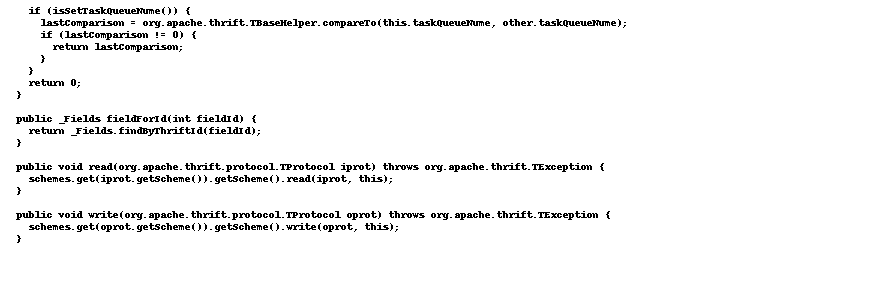 if (isSetTaskQueueNume()) {
lastComparison = org.apache.thrift.TBaseHelper.compareTo(this.taskQueueNume, other.taskQueueNume);
if (lastComparison != 0) {
return lastComparison;
}
}
return 0;
}
public _Fields fieldForId(int fieldId) {
return _Fields.findByThriftId(fieldId);
}
public void read(org.apache.thrift.protocol.TProtocol iprot) throws org.apache.thrift.TException {
schemes.get(iprot.getScheme()).getScheme().read(iprot, this);
}
public void write(org.apache.thrift.protocol.TProtocol oprot) throws org.apache.thrift.TException {
schemes.get(oprot.getScheme()).getScheme().write(oprot, this);
}